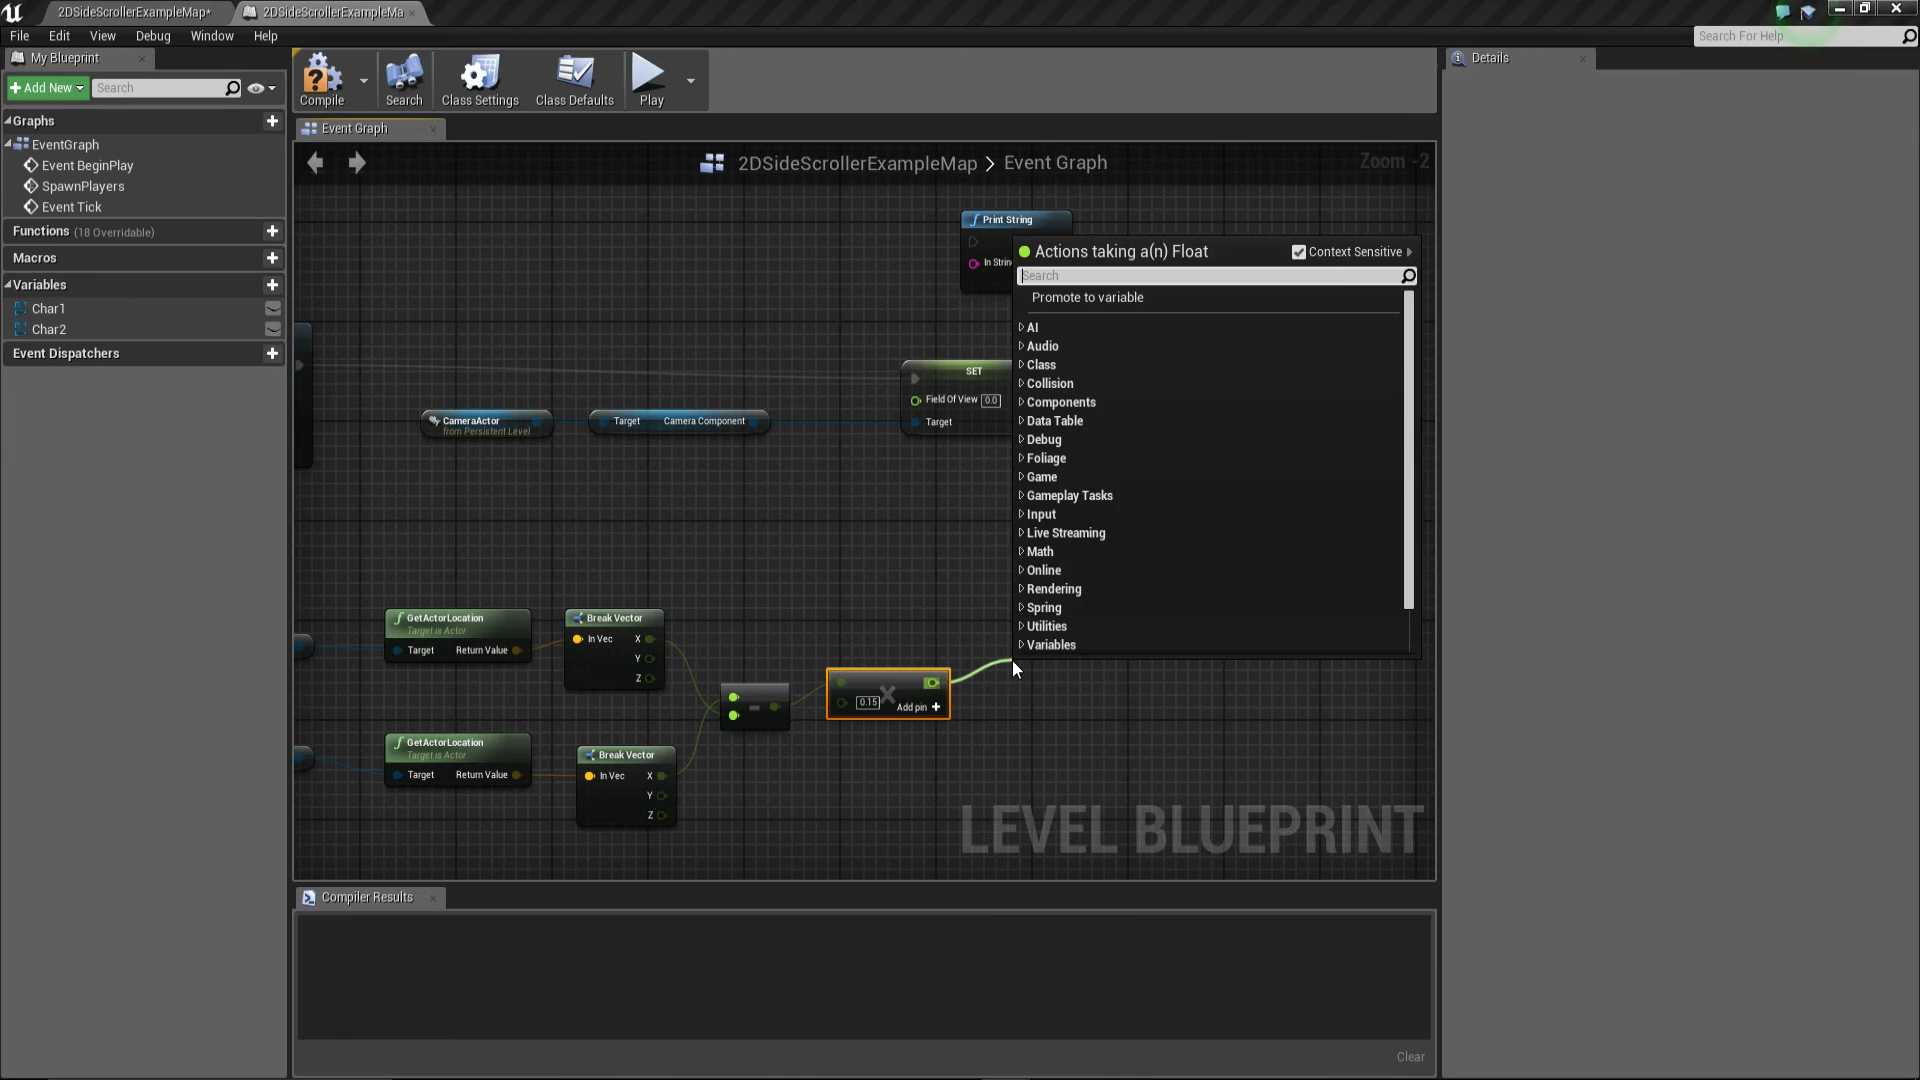 2DSideScrollerExampleMap*
2DSideScrollerExampleMa
File Edit View Debug Window Help
Search For Help
My Blueprint
Add New
Search
Compile
Search
Class Settings
Class Defaults
Play
Details
Graphs
EventGraph
Event BeginPlay
SpawnPlayers
Event Tick
Functions (18 Overridable)
Macros
Variables
Char1
Char2
Event Dispatchers
Event Graph
2DSideScrollerExampleMap > Event Graph
Zoom -2
Print String
In Strin
Actions taking a(n) Float
Context Sensitive
Search
Promote to variable
AI
Audio
Class
Collision
Components
Data Table
Debug
Foliage
Game
Gameplay Tasks
Input
Live Streaming
Math
Online
Rendering
Spring
Utilities
Variables
SET
Field Of View 0.0
Target
CameraActor
from Persistent Level
Target Camera Component
GetActorLocation
Target is Actor
Target Return Value
Break Vector
In Vec X
Y
Z
0.15
Add pin
GetActorLocation
Target is Actor
Target Return Value
Break Vector
In Vec X
Y
Z
LEVEL BLUEPRINT
Compiler Results
Clear